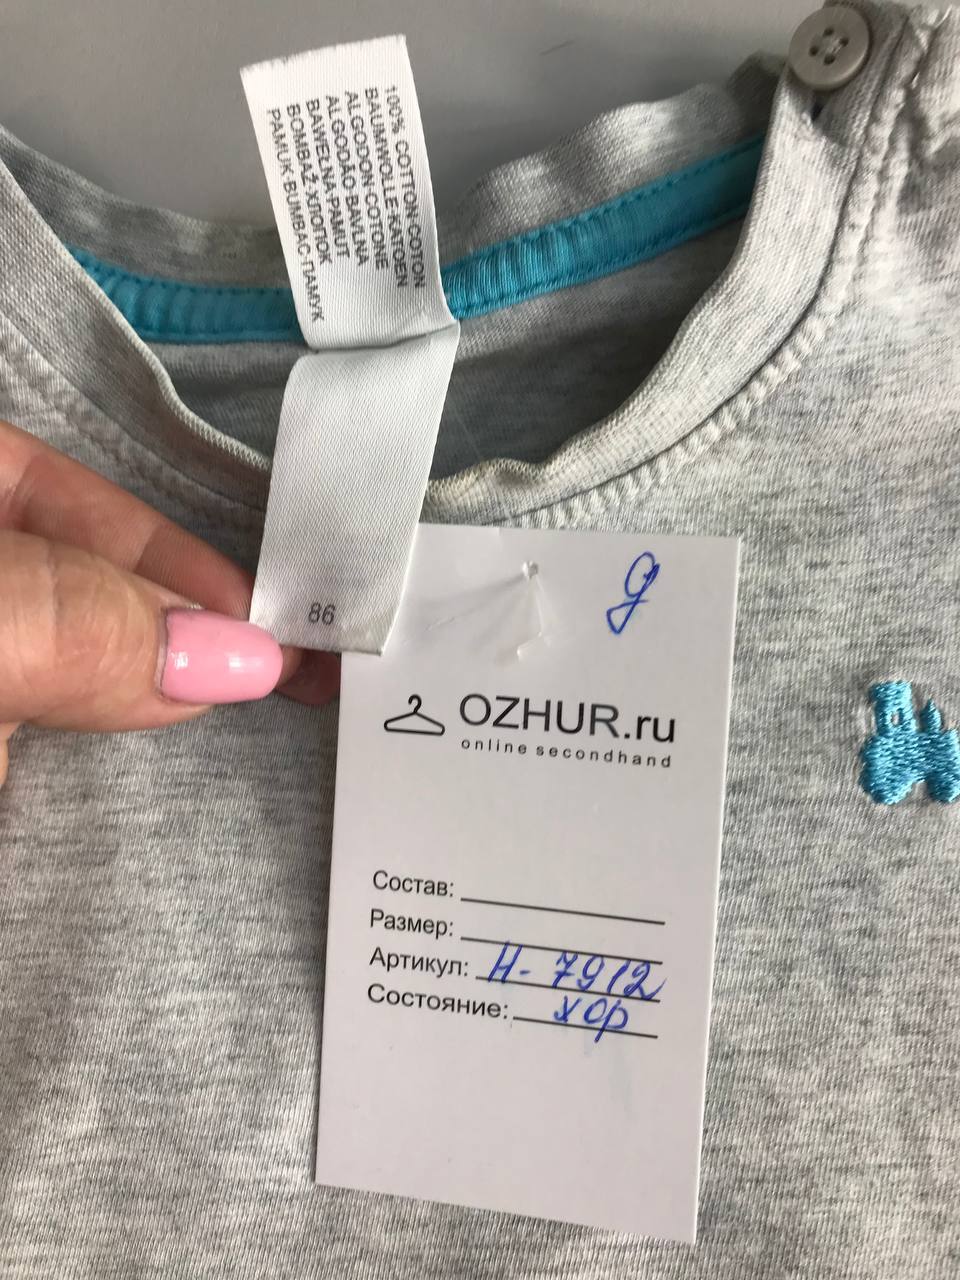 100% COTTON·COTON
BAUMWOLLE·KATOEN
ALGODON·COTONE
ALGODÃO·BAVLNA
BAWEŁNA·PAMUT
BOMBAŽ·ХЛОПОК
PAMUK·BUMBAC·ПАМУК
86
д
OZHUR.ru
online secondhand
Состав:
Размер:
Артикул: Н-7912
Состояние: хор